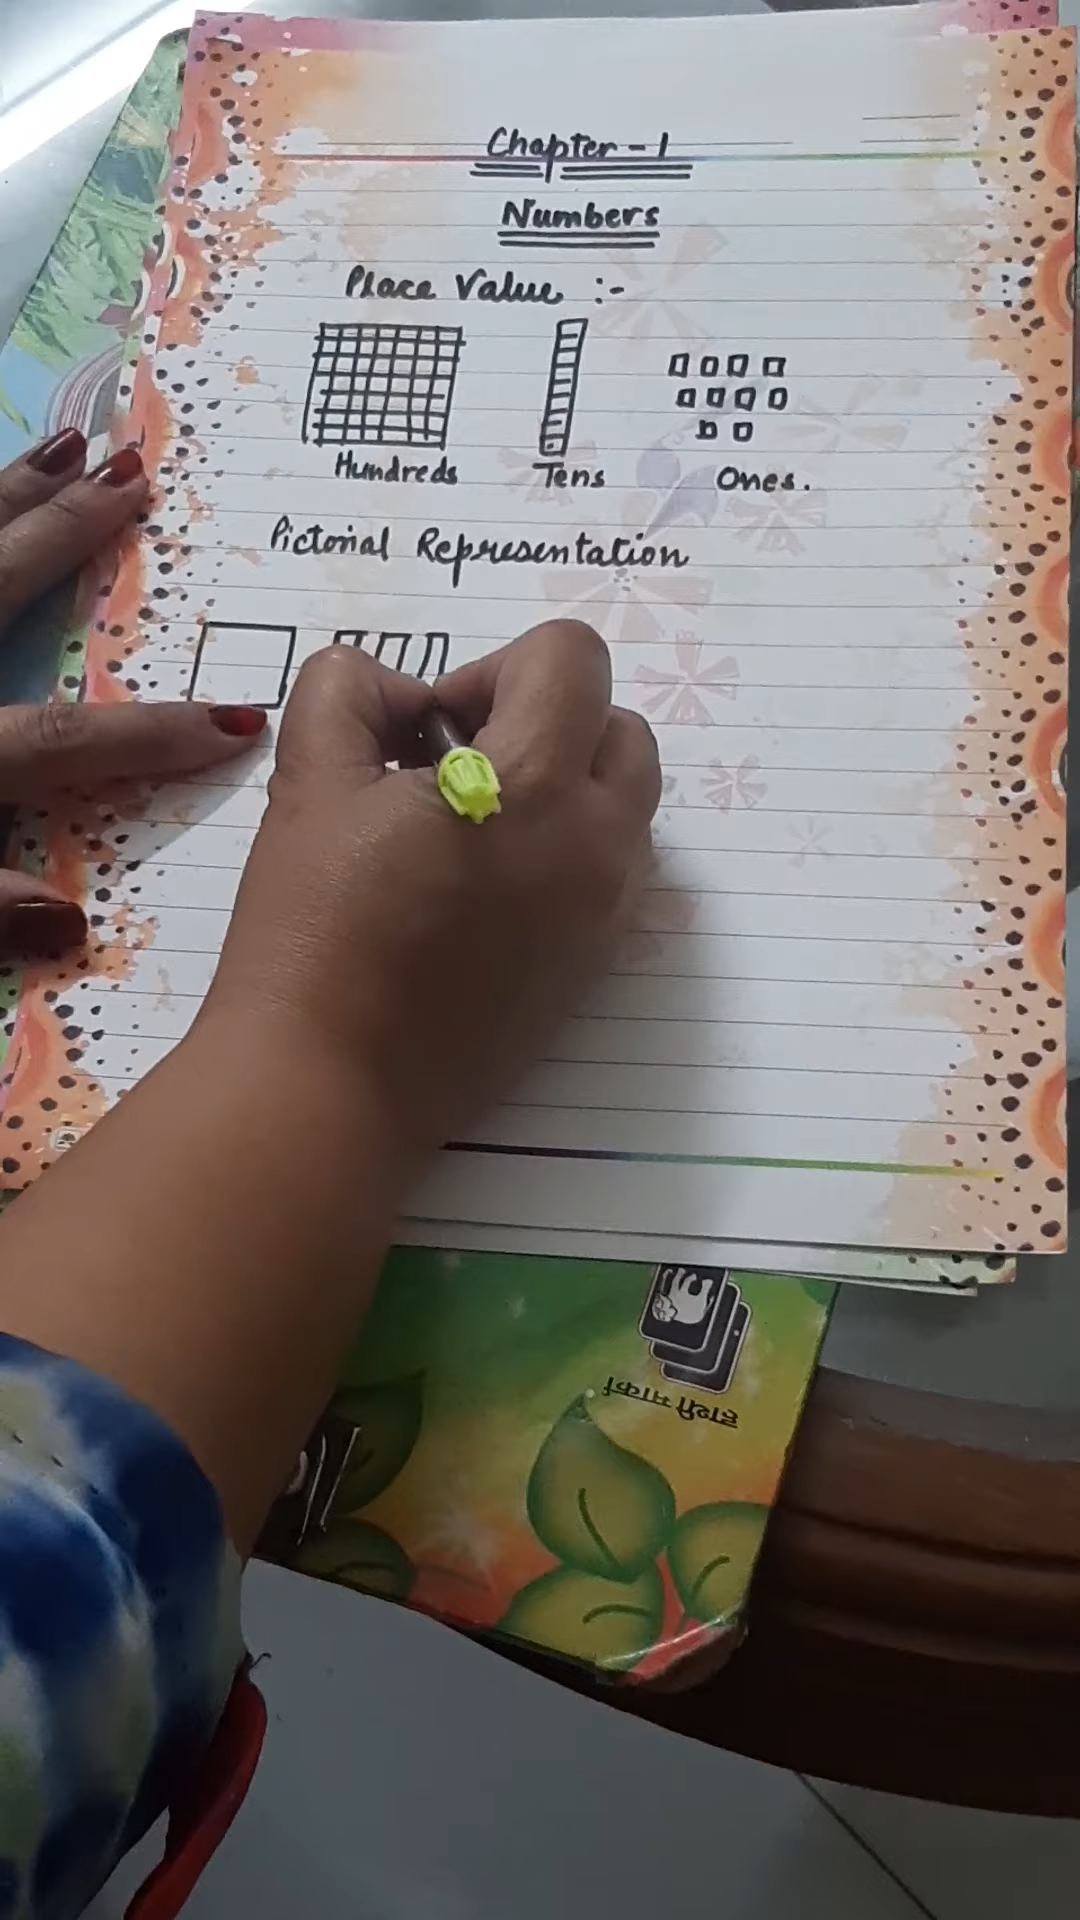 Chapter - 1
Numbers
Place Value :-
Hundreds Tens Ones.
Pictorial Representation
हाथी मार्का